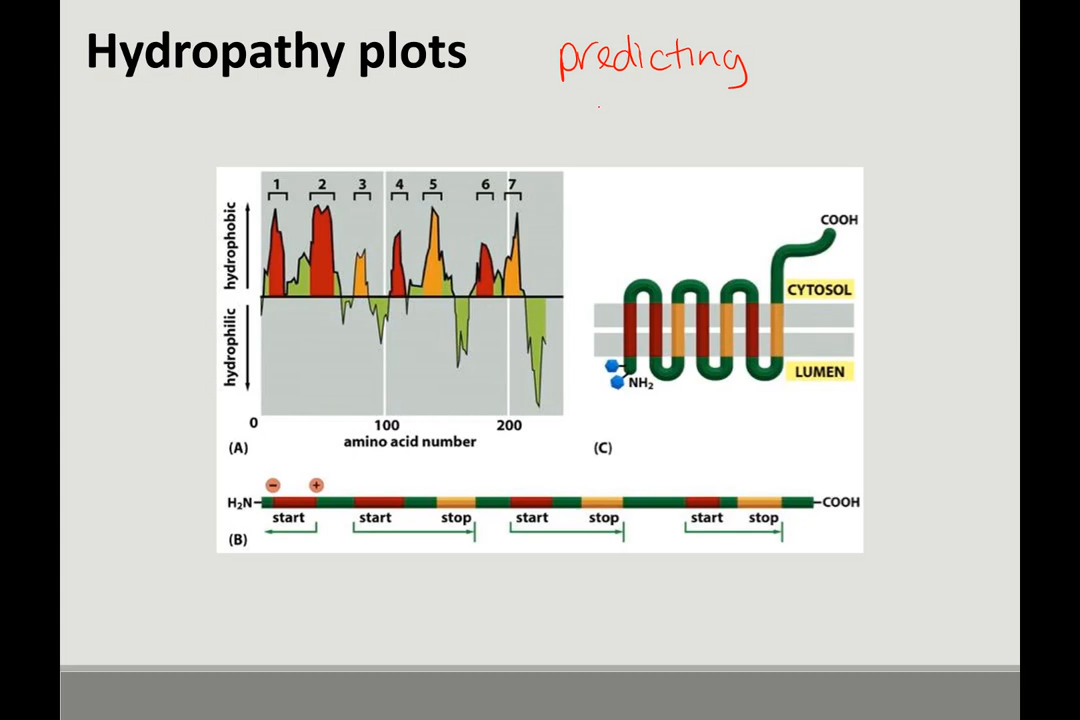 Hydropathy plots predicting
1 2 3 4 5 6 7
hydrophobic
hydrophilic
0 100 200
amino acid number
(A)
COOH
CYTOSOL
LUMEN
NH₂
(C)
− +
H₂N COOH
start start stop start stop start stop
(B)